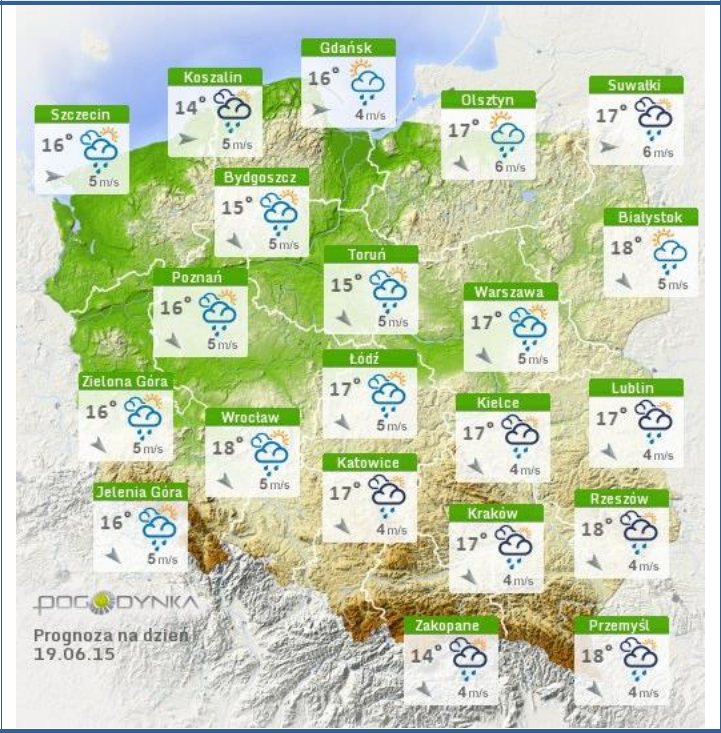 Gdańsk
16°
4 m/s
Koszalin
14°
5 m/s
Szczecin
16°
5 m/s
Olsztyn
17°
6 m/s
Suwałki
17°
6 m/s
Bydgoszcz
15°
5 m/s
Białystok
18°
5 m/s
Toruń
15°
5 m/s
Poznań
16°
5 m/s
Warszawa
17°
5 m/s
Łódź
17°
5 m/s
Zielona Góra
16°
5 m/s
Wrocław
18°
5 m/s
Kielce
17°
4 m/s
Lublin
17°
4 m/s
Katowice
17°
4 m/s
Jelenia Góra
16°
5 m/s
Kraków
17°
4 m/s
Rzeszów
18°
4 m/s
Zakopane
14°
4 m/s
Przemyśl
18°
4 m/s
POGODYNKA
Prognoza na dzień
19.06.15